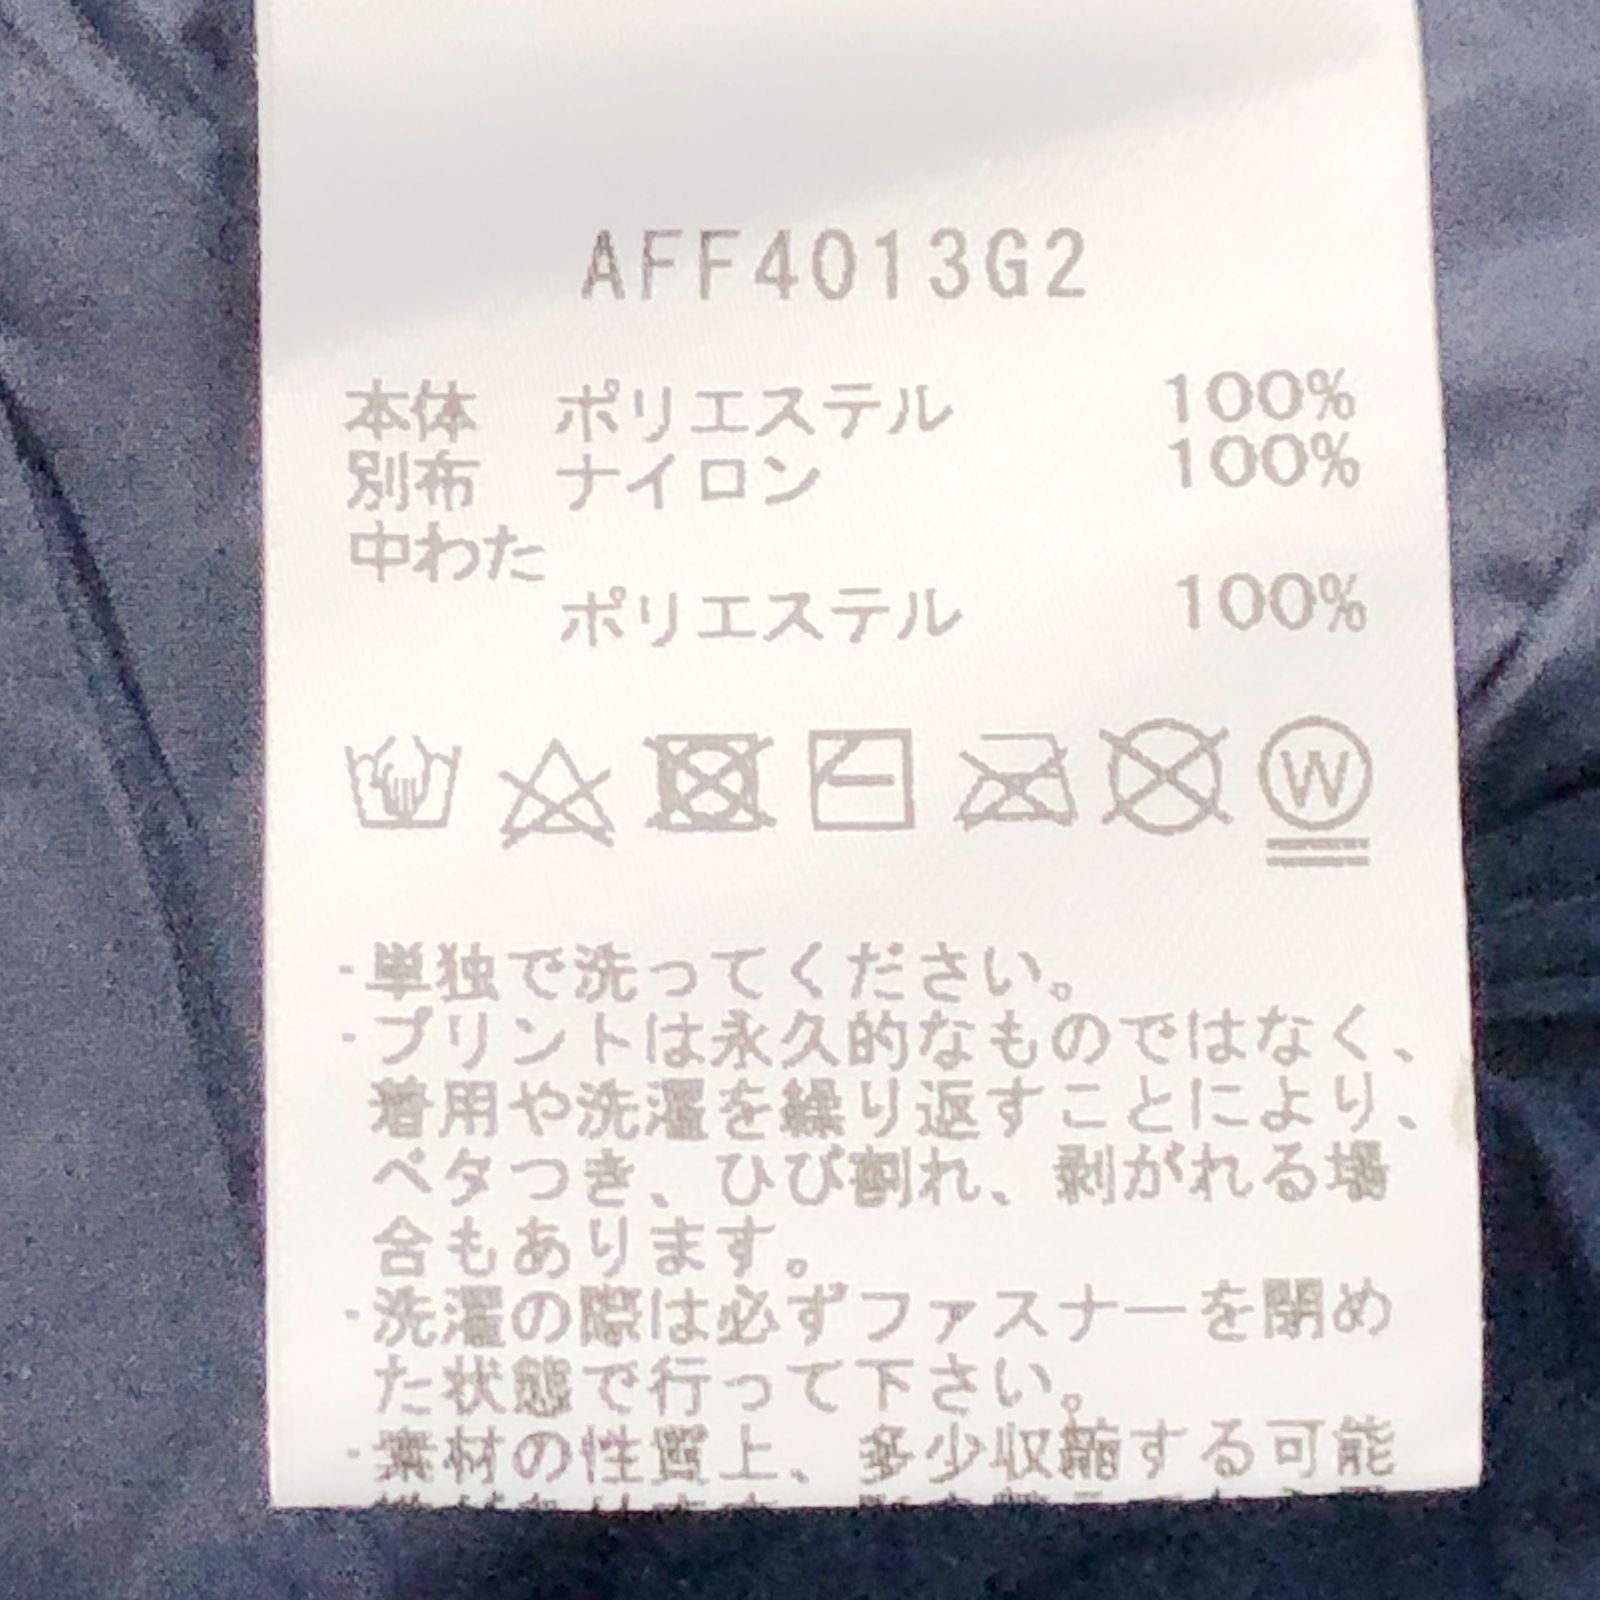 AFF4013G2
本体 ポリエステル 100%
別布 ナイロン 100%
中わた
ポリエステル 100%
W
・単独で洗ってください。
・プリントは永久的なものではなく、
着用や洗濯を繰り返すことにより、
ベタつき、ひび割れ、剥がれる場
合もあります。
・洗濯の際は必ずファスナーを閉め
た状態で行って下さい。
・素材の性質上、多少収縮する可能